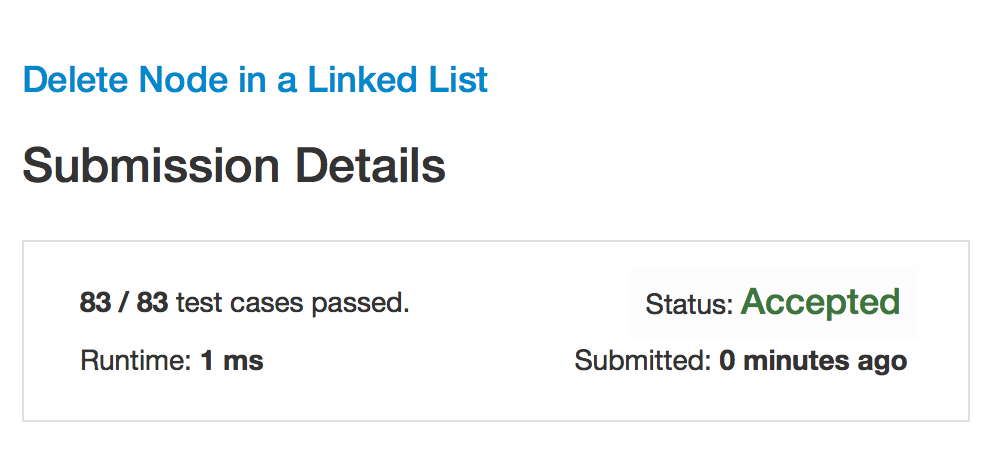 Delete Node in a Linked List
Submission Details
83 / 83 test cases passed.
Status: Accepted
Runtime: 1 ms
Submitted: 0 minutes ago